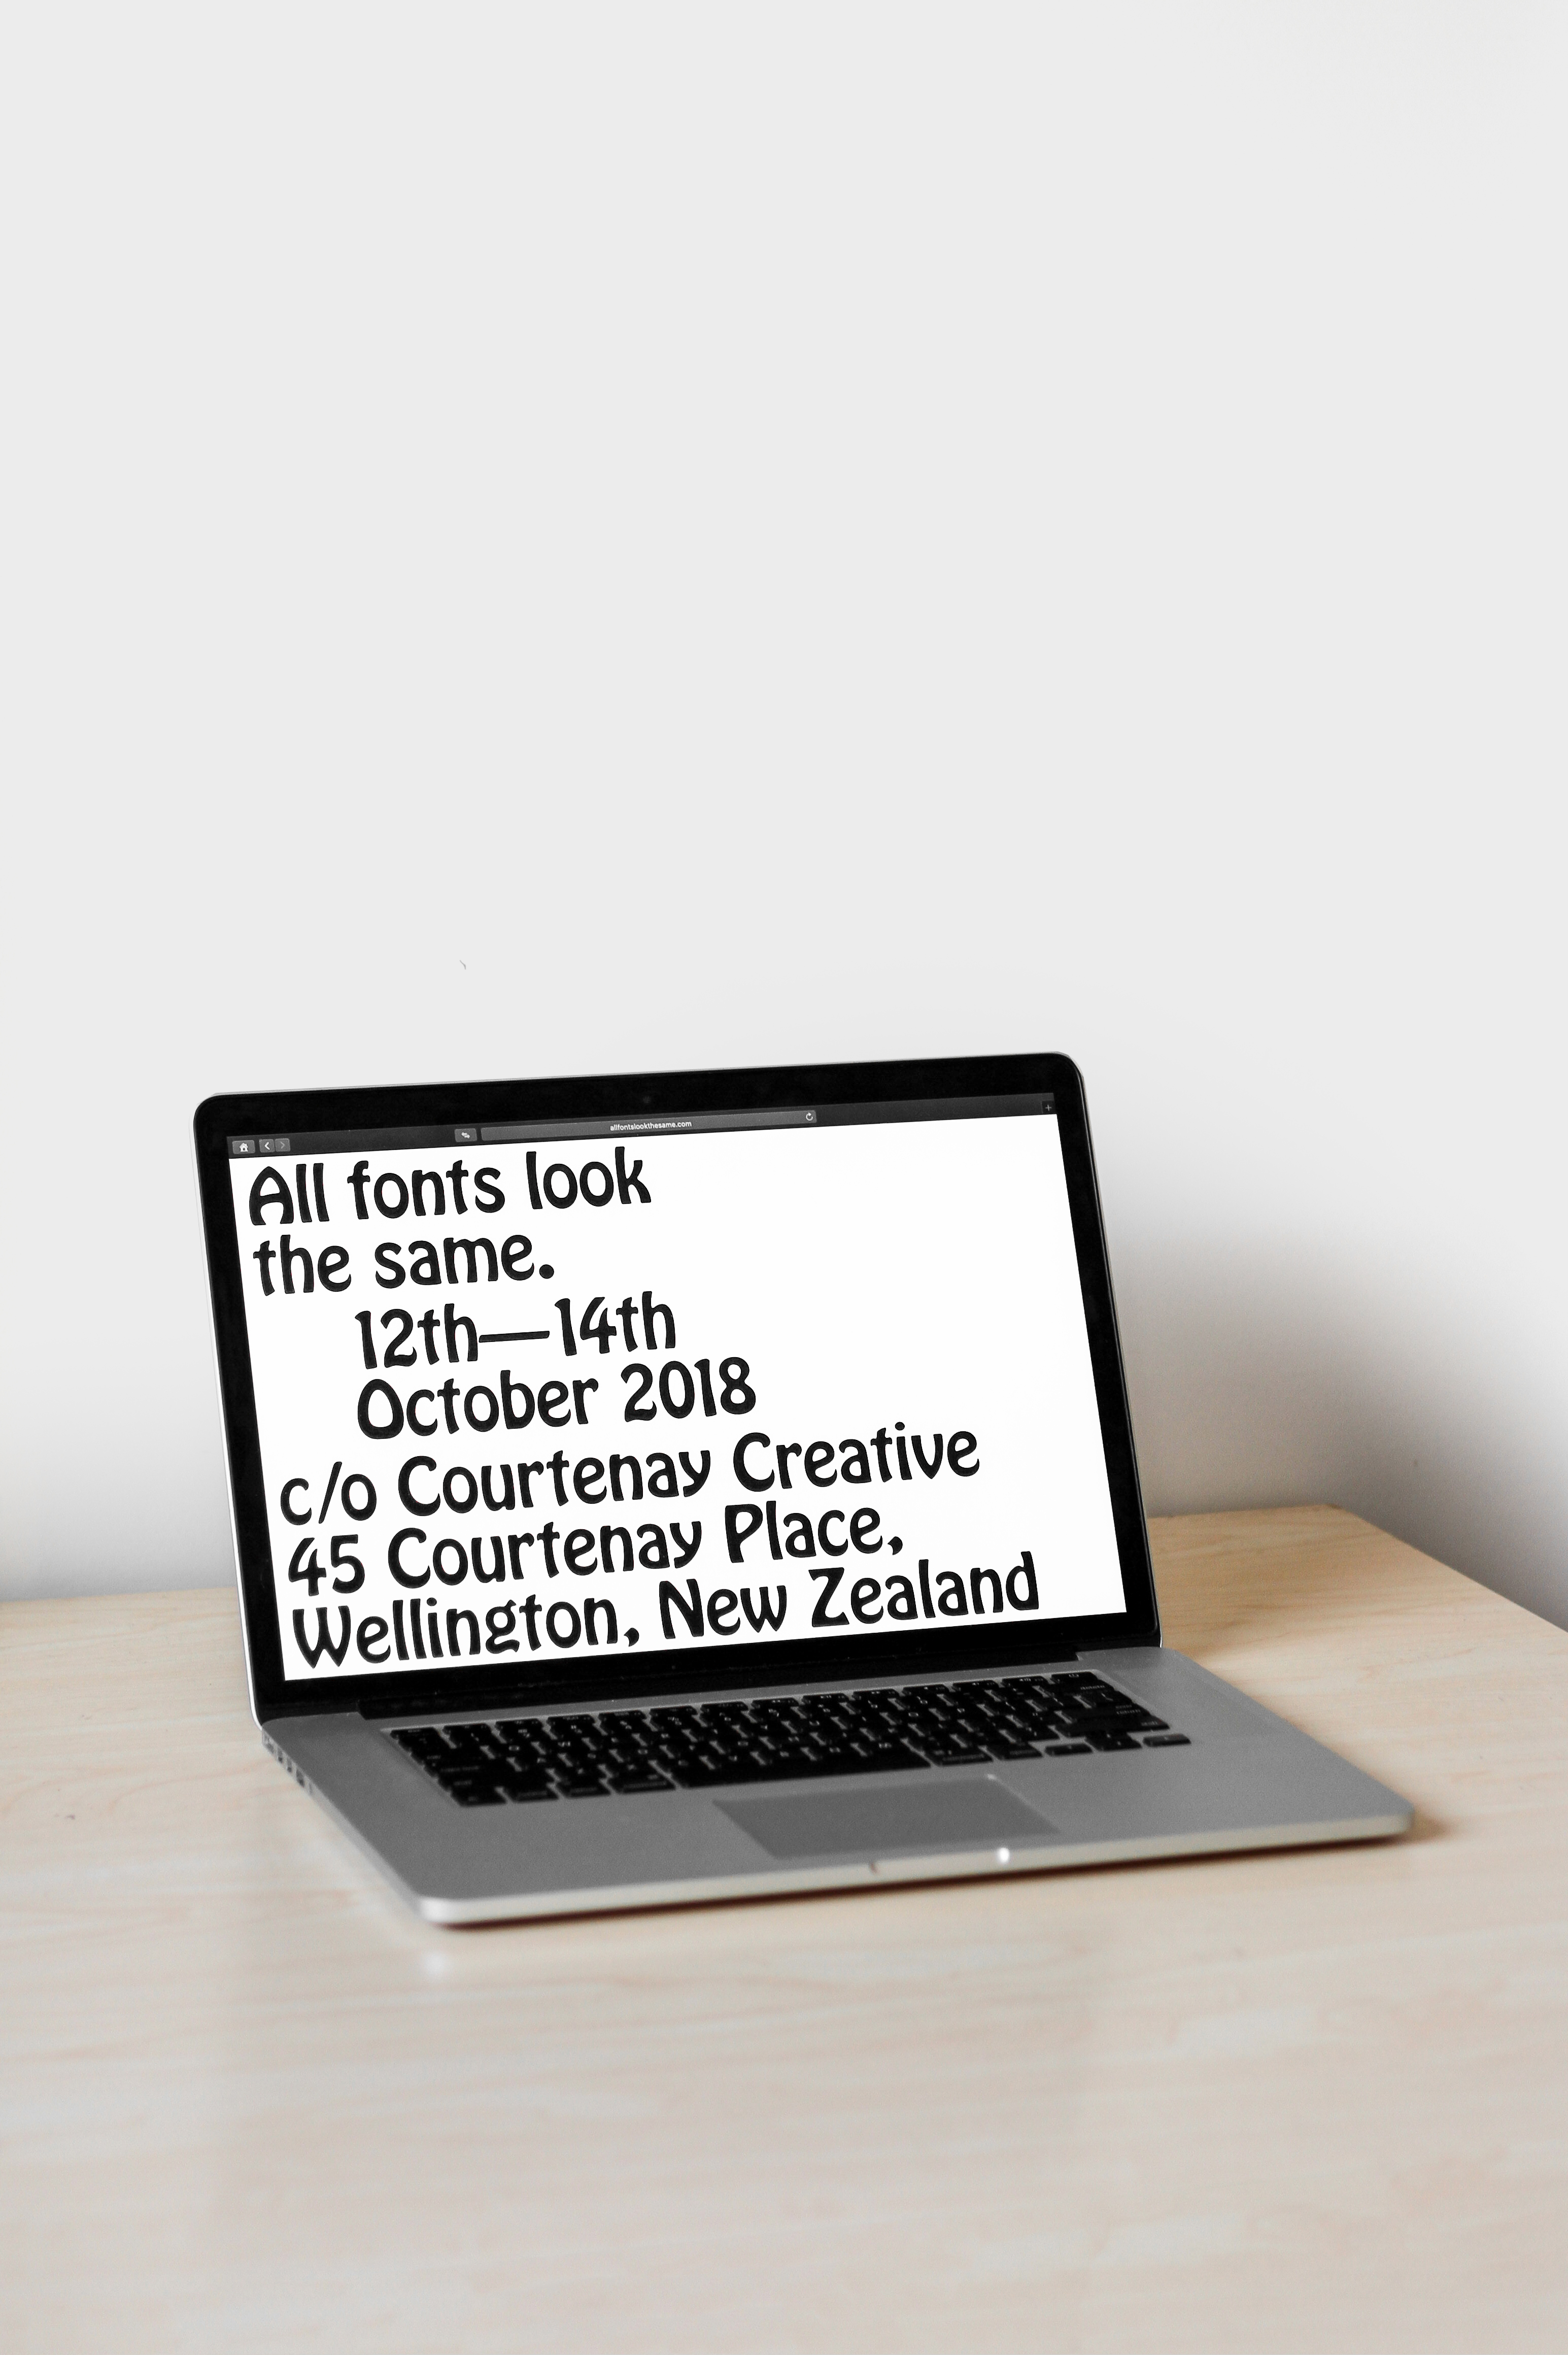 allfontslookthesame.com
All fonts look
the same.
12th—14th
October 2018
c/o Courtenay Creative
45 Courtenay Place,
Wellington, New Zealand